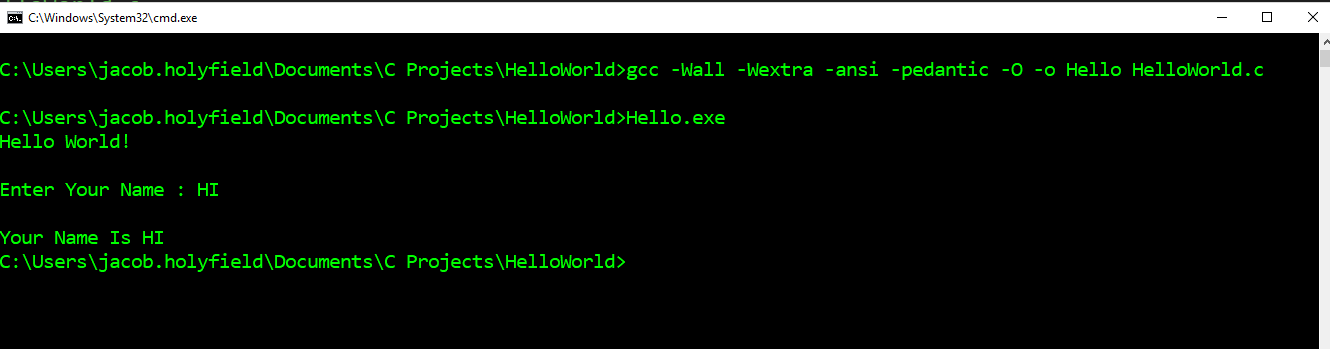 C:\Windows\System32\cmd.exe
C:\Users\jacob.holyfield\Documents\C Projects\HelloWorld>gcc -Wall -Wextra -ansi -pedantic -O -o Hello HelloWorld.c
C:\Users\jacob.holyfield\Documents\C Projects\HelloWorld>Hello.exe
Hello World!
Enter Your Name : HI
Your Name Is HI
C:\Users\jacob.holyfield\Documents\C Projects\HelloWorld>